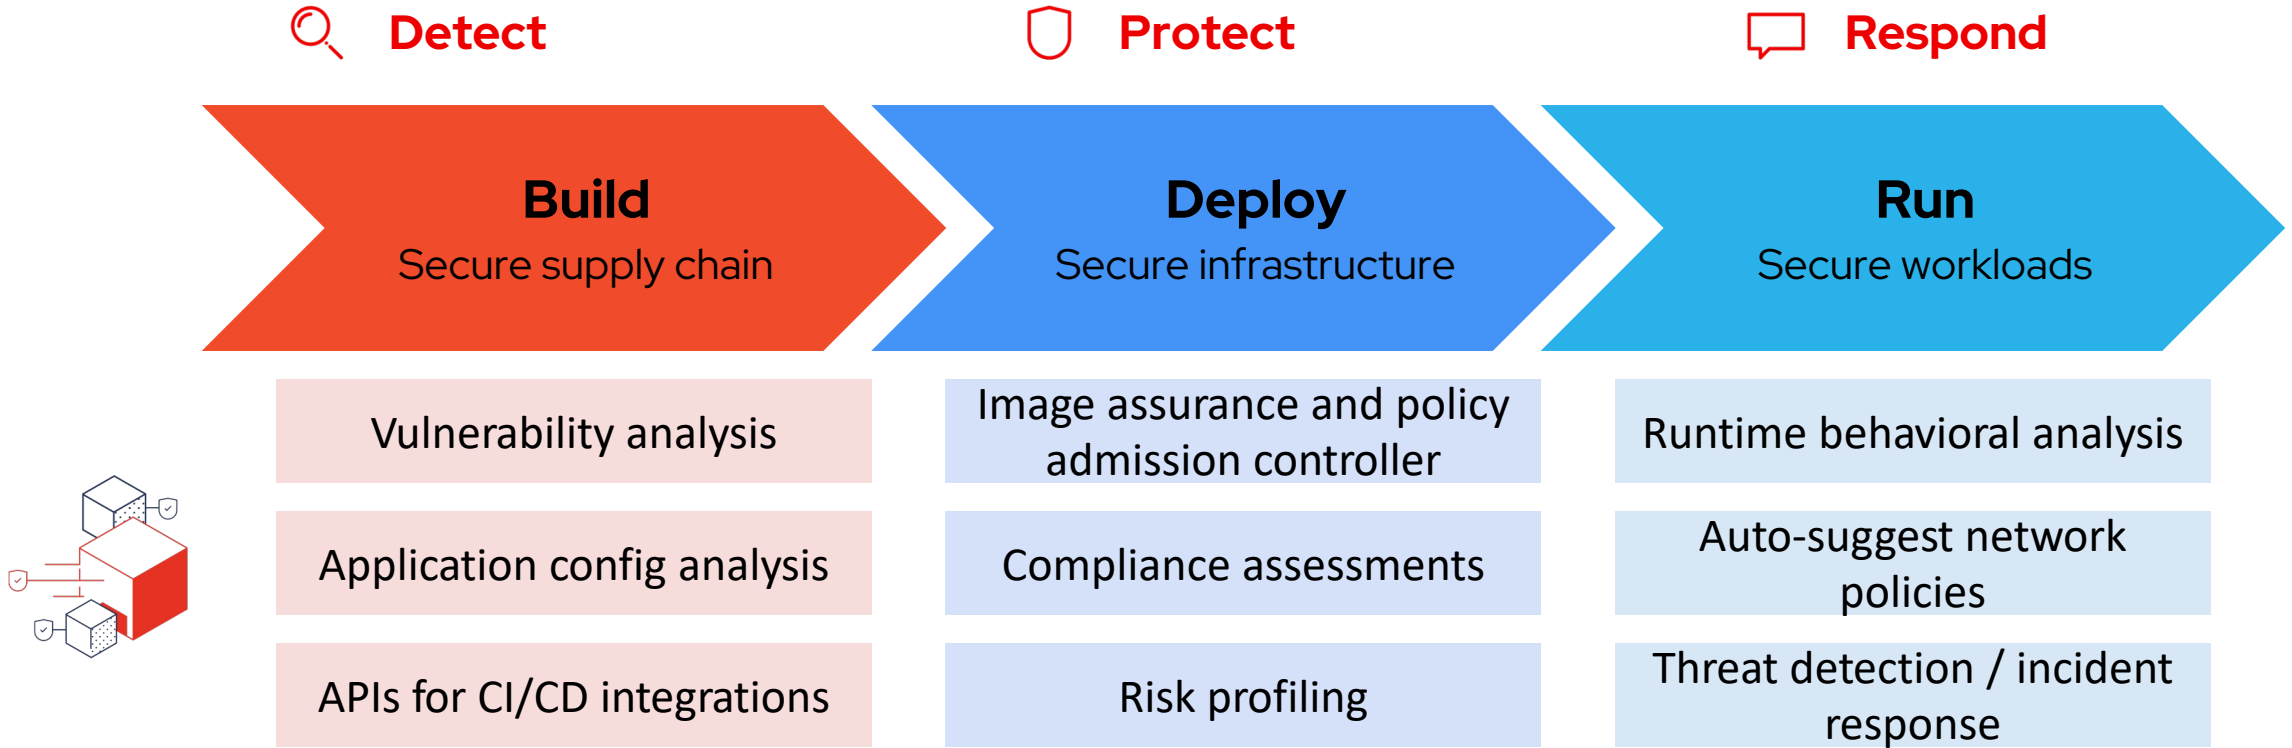 Detect
Protect
Respond
Build
Secure supply chain
Deploy
Secure infrastructure
Run
Secure workloads
Vulnerability analysis
Image assurance and policy
admission controller
Runtime behavioral analysis
Application config analysis
Compliance assessments
Auto-suggest network
policies
APIs for CI/CD integrations
Risk profiling
Threat detection / incident
response